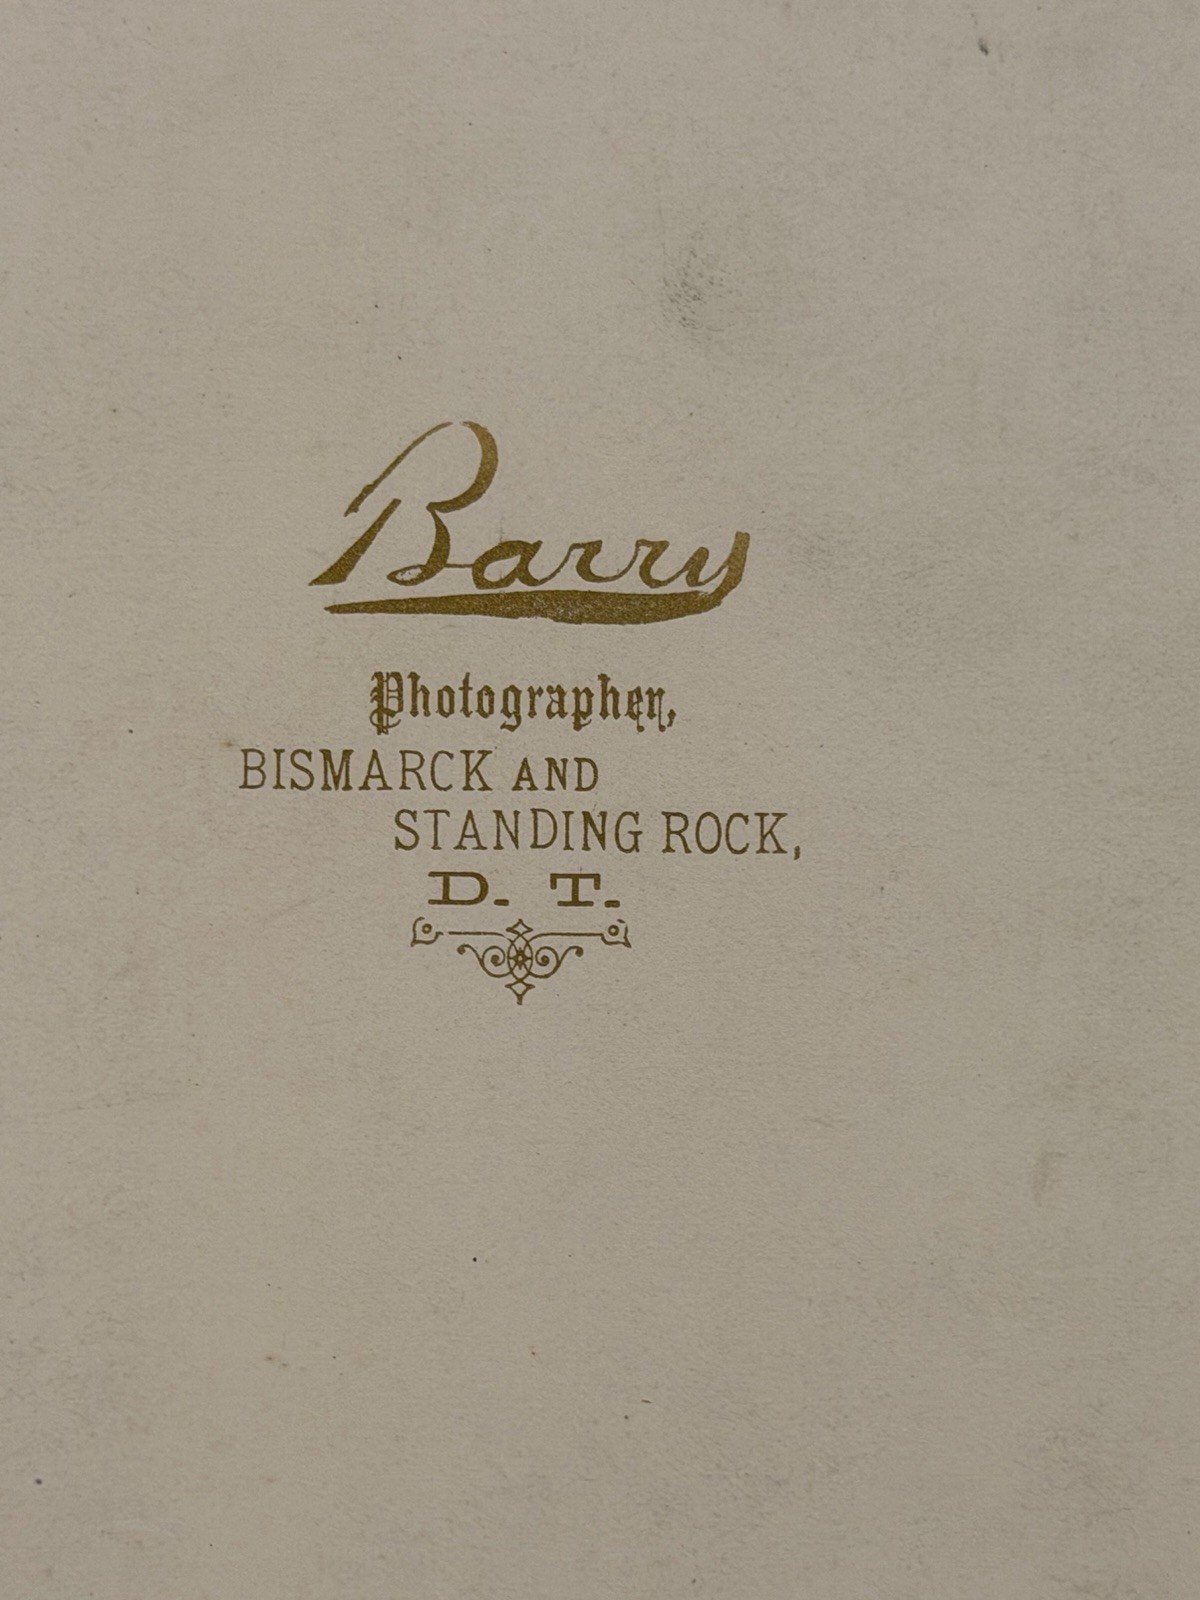 Barry
Photographer,
BISMARCK AND
STANDING ROCK,
D. T.